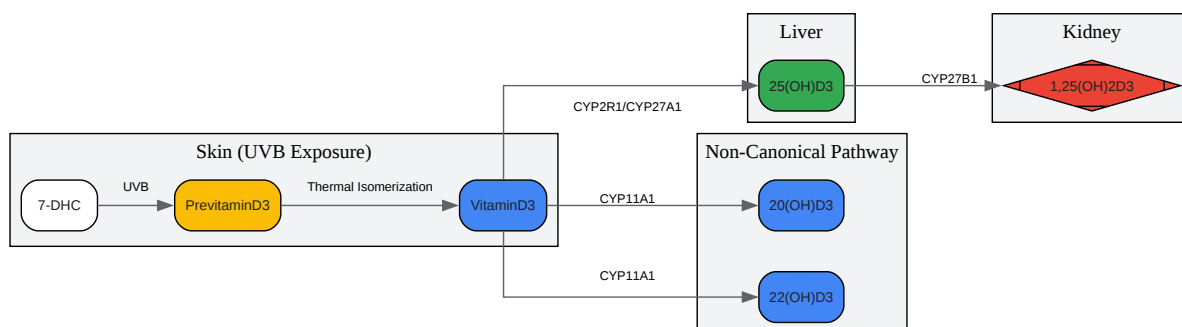 Liver
Kidney
25(OH)D3
CYP27B1
1,25(OH)2D3
CYP2R1/CYP27A1
Skin (UVB Exposure)
Non-Canonical Pathway
7-DHC
UVB
PrevitaminD3
Thermal Isomerization
VitaminD3
CYP11A1
20(OH)D3
CYP11A1
22(OH)D3